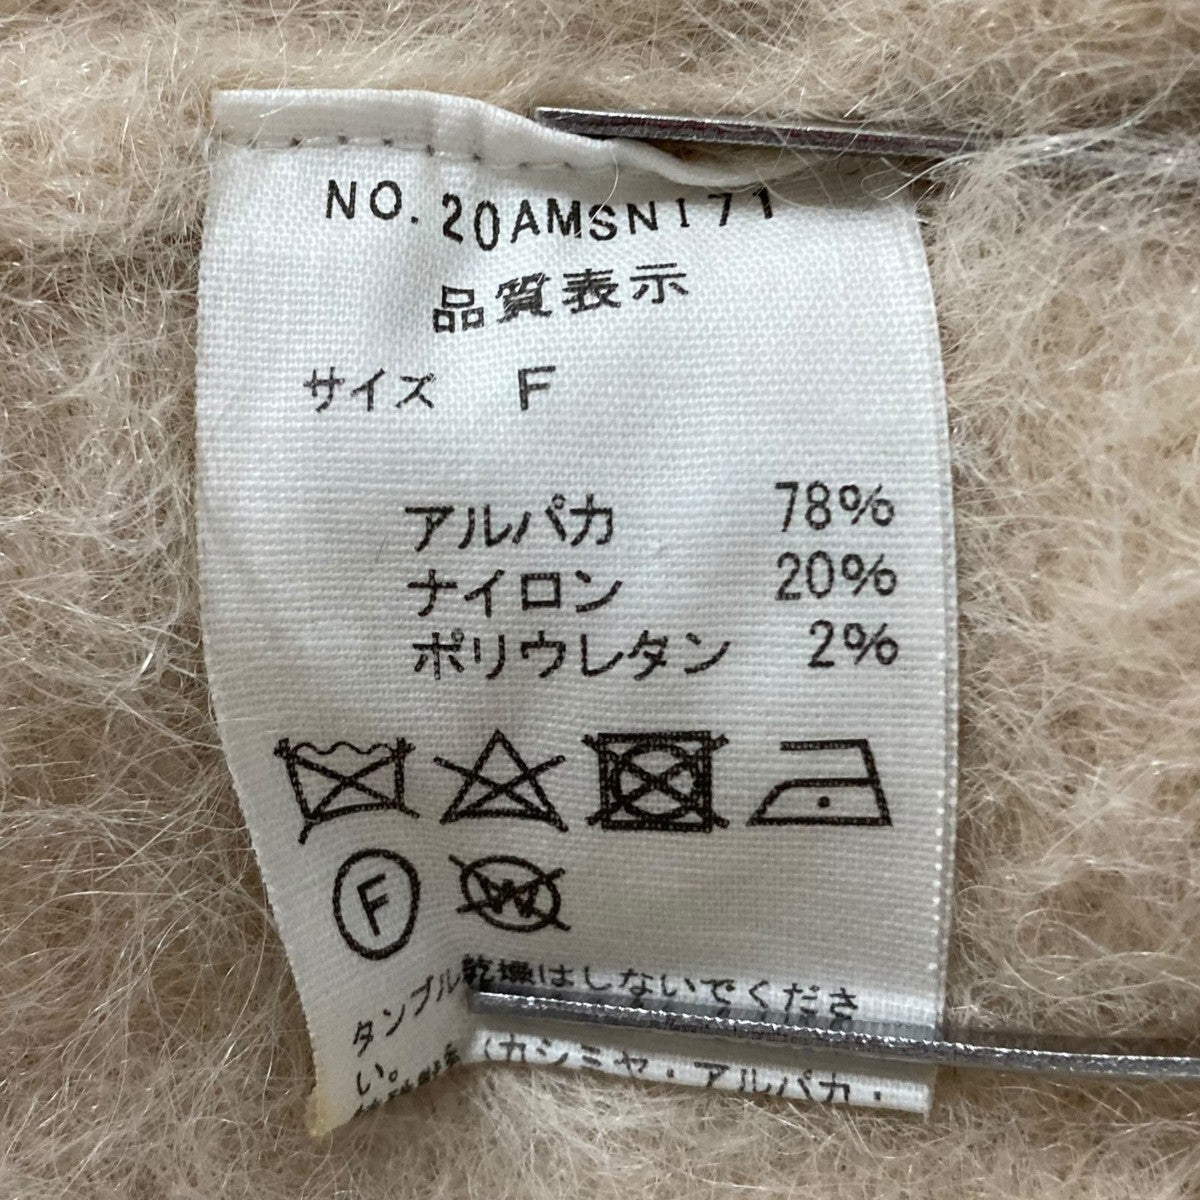 NO. 20AMSNI71
品質表示
サイズ F
アルパカ 78%
ナイロン 20%
ポリウレタン 2%
F W
タンブル乾燥はしないでくださ
い。
(カシミヤ・アルパカ・